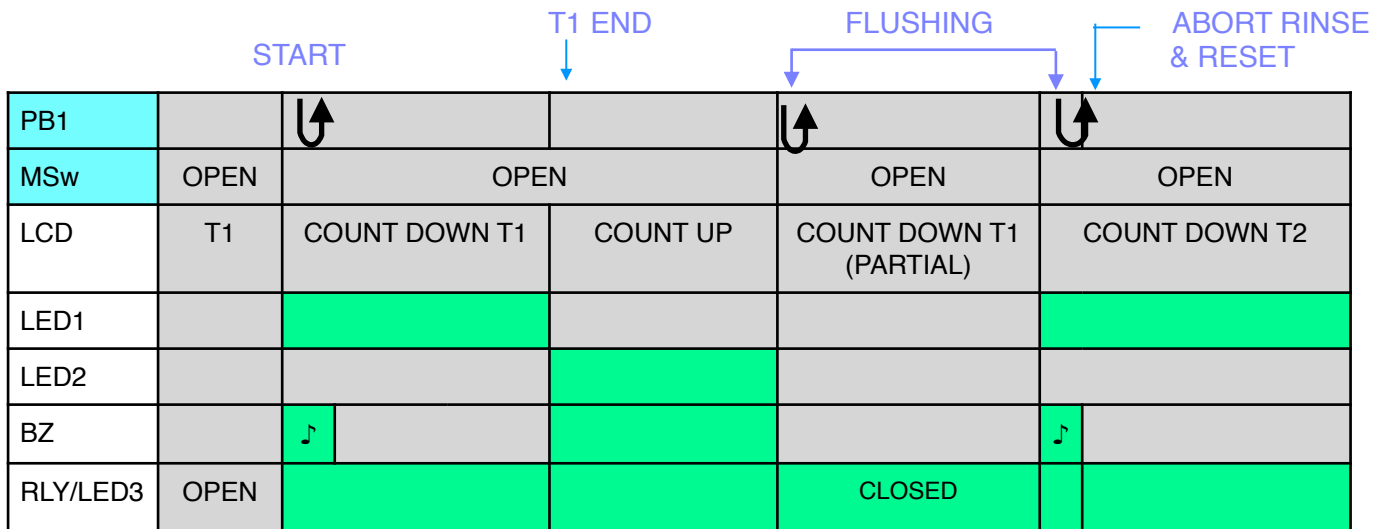 T1 END FLUSHING ABORT RINSE
START & RESET
PB1
MSw OPEN OPEN OPEN OPEN
LCD T1 COUNT DOWN T1 COUNT UP COUNT DOWN T1 COUNT DOWN T2
(PARTIAL)
LED1
LED2
BZ ♪ ♪
RLY/LED3 OPEN CLOSED